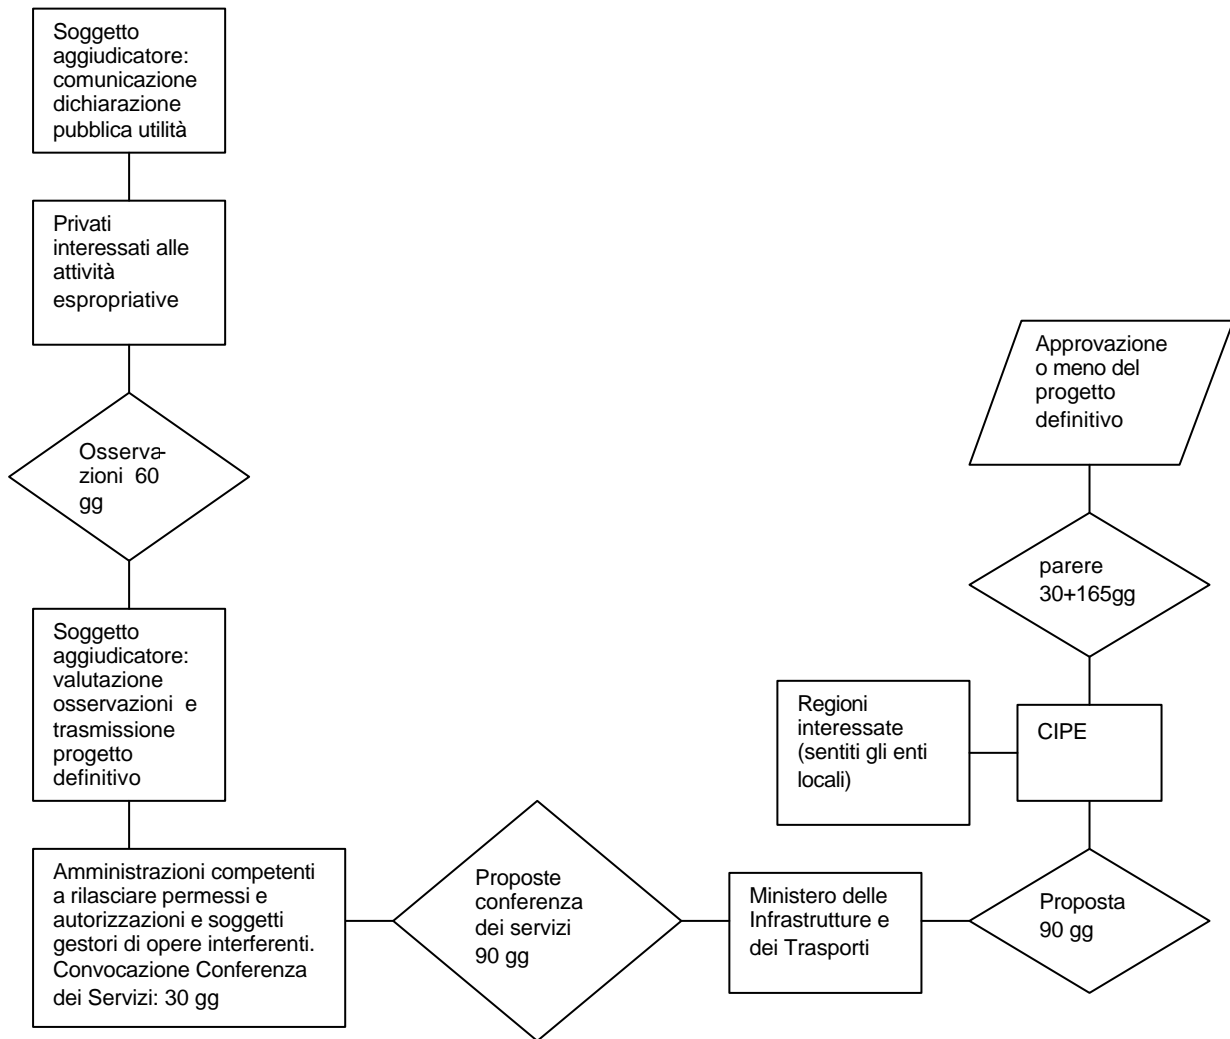 Soggetto
aggiudicatore:
comunicazione
dichiarazione
pubblica utilità
Privati
interessati alle
attività
espropriative
Osserva-
zioni 60
gg
Soggetto
aggiudicatore:
valutazione
osservazioni e
trasmissione
progetto
definitivo
Amministrazioni competenti
a rilasciare permessi e
autorizzazioni e soggetti
gestori di opere interferenti.
Convocazione Conferenza
dei Servizi: 30 gg
Proposte
conferenza
dei servizi
90 gg
Ministero delle
Infrastrutture e
dei Trasporti
Proposta
90 gg
Regioni
interessate
(sentiti gli enti
locali)
CIPE
parere
30+165gg
Approvazione
o meno del
progetto
definitivo